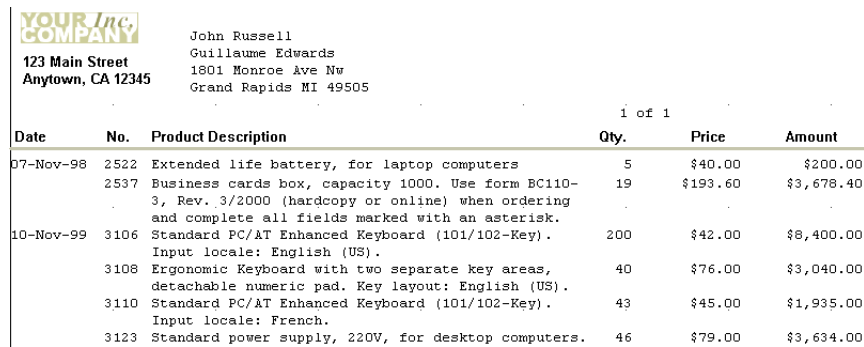 YOUR Inc.
COMPANY
123 Main Street
Anytown, CA 12345
John Russell
Guillaume Edwards
1801 Monroe Ave Nw
Grand Rapids MI 49505
1 of 1
Date No. Product Description Qty. Price Amount
07-Nov-98 2522 Extended life battery, for laptop computers 5 $40.00 $200.00
2537 Business cards box, capacity 1000. Use form BC110- 19 $193.60 $3,678.40
3, Rev. 3/2000 (hardcopy or online) when ordering
and complete all fields marked with an asterisk.
10-Nov-99 3106 Standard PC/AT Enhanced Keyboard (101/102-Key). 200 $42.00 $8,400.00
Input locale: English (US).
3108 Ergonomic Keyboard with two separate key areas, 40 $76.00 $3,040.00
detachable numeric pad. Key layout: English (US).
3110 Standard PC/AT Enhanced Keyboard (101/102-Key). 43 $45.00 $1,935.00
Input locale: French.
3123 Standard power supply, 220V, for desktop computers. 46 $79.00 $3,634.00